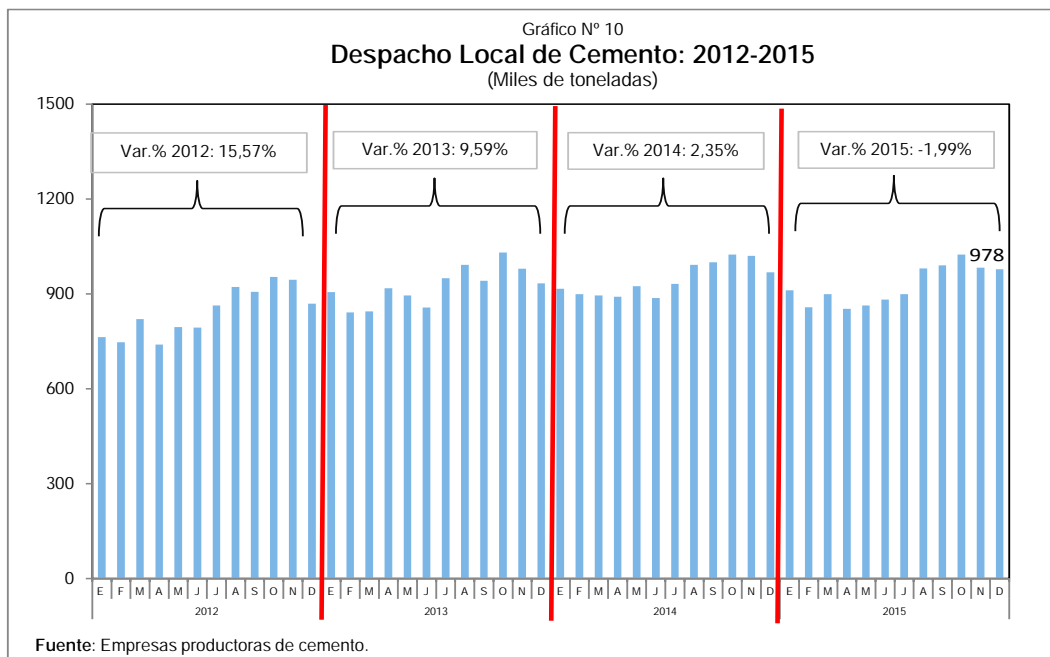 Gráfico Nº 10
Despacho Local de Cemento: 2012-2015
(Miles de toneladas)
1500
1200
900
600
300
0
Var.% 2012: 15,57%
Var.% 2013: 9,59%
Var.% 2014: 2,35%
Var.% 2015: -1,99%
978
E F M A M J J A S O N D E F M A M J J A S O N D E F M A M J J A S O N D E F M A M J J A S O N D
2012 2013 2014 2015
Fuente: Empresas productoras de cemento.